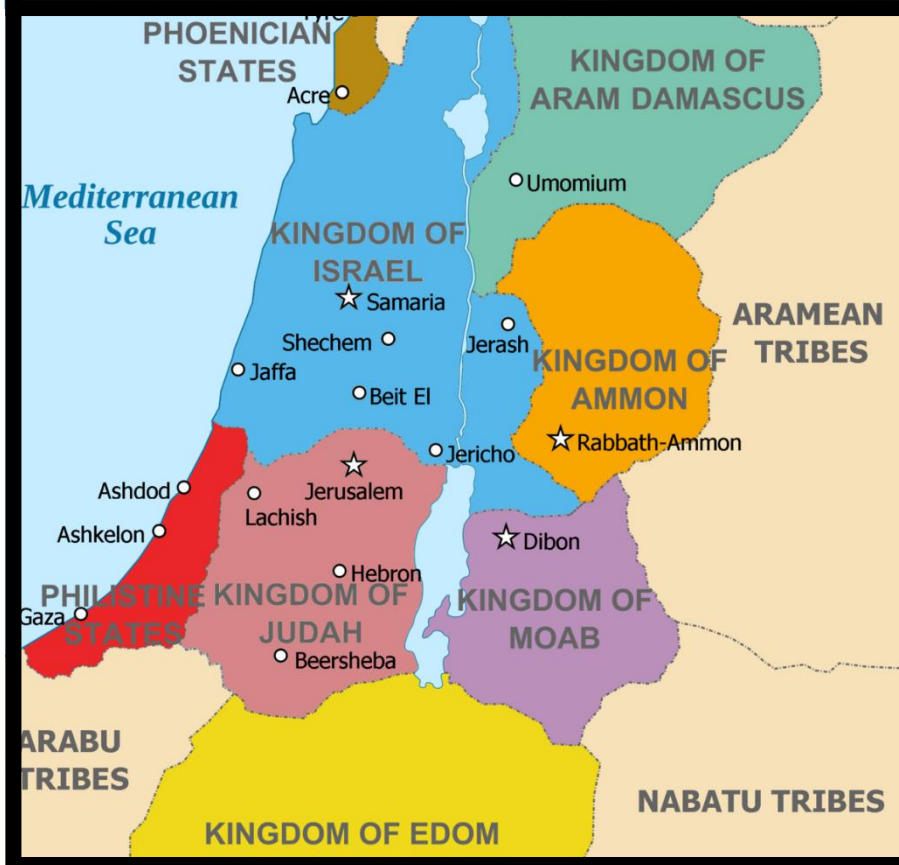 PHOENICIAN
STATES
Acre
KINGDOM OF
ARAM DAMASCUS
Umomium
Mediterranean
Sea
KINGDOM OF
ISRAEL
Samaria
Shechem
Jerash
Jaffa
Beit El
ARAMEAN
TRIBES
KINGDOM OF
AMMON
Rabbath-Ammon
Jericho
Jerusalem
Ashdod
Lachish
Ashkelon
Dibon
Hebron
Gaza
PHILISTINE
STATES
KINGDOM OF
JUDAH
Beersheba
KINGDOM OF
MOAB
ARABU
TRIBES
NABATU TRIBES
KINGDOM OF EDOM